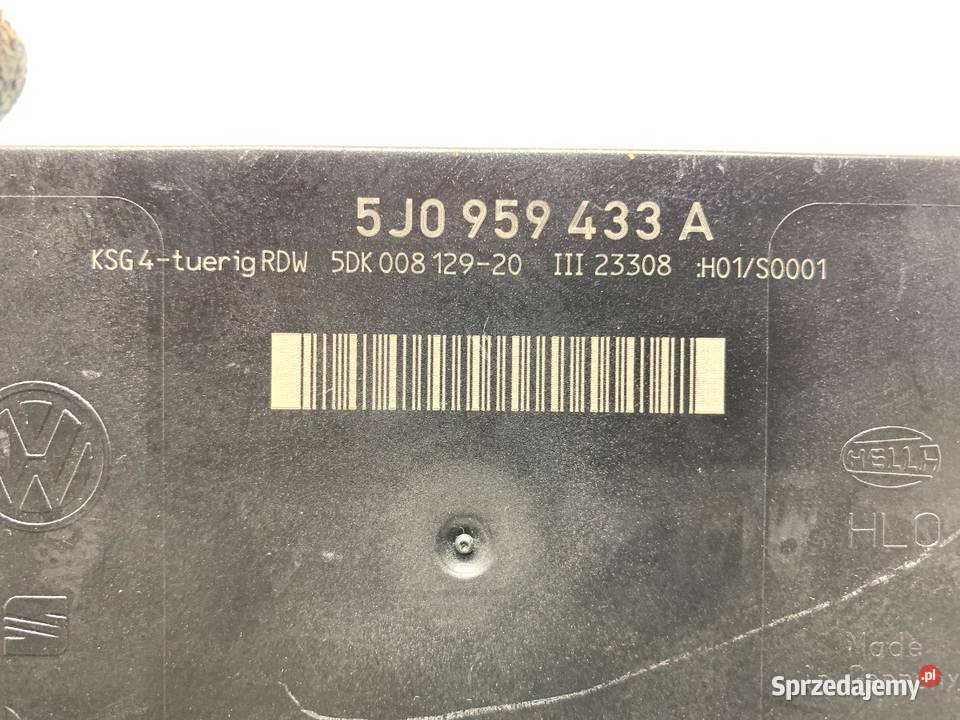 5J0 959 433 A
KSG 4-tuerig RDW 5DK 008 129-20 III 23308 :H01/S0001
HELLA
HLO
Made
Sprzedajemy.pl